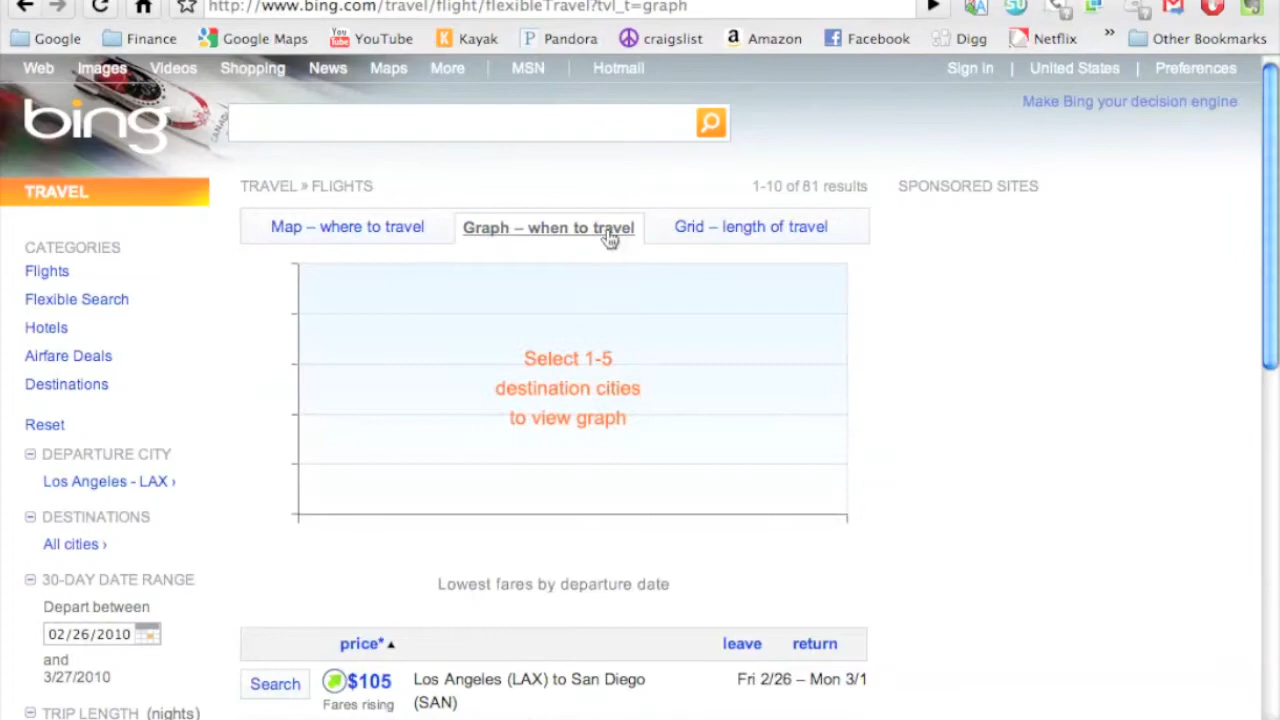 http://www.bing.com/travel/flight/flexibleTravel?tvl_t=graph
Google Finance Google Maps YouTube Kayak Pandora craigslist Amazon Facebook Digg Netflix » Other Bookmarks
Web Images Videos Shopping News Maps More | MSN | Hotmail Sign in | United States | Preferences
Make Bing your decision engine
bing
CANADA
TRAVEL
TRAVEL » FLIGHTS 1-10 of 81 results SPONSORED SITES
Map – where to travel Graph – when to travel Grid – length of travel
CATEGORIES
Flights
Flexible Search
Hotels
Airfare Deals
Destinations
Reset
DEPARTURE CITY
Los Angeles - LAX ›
DESTINATIONS
All cities ›
30-DAY DATE RANGE
Depart between
02/26/2010
and
3/27/2010
TRIP LENGTH (nights)
Select 1-5
destination cities
to view graph
Lowest fares by departure date
price* leave return
Search $105 Los Angeles (LAX) to San Diego Fri 2/26 – Mon 3/1
Fares rising (SAN)